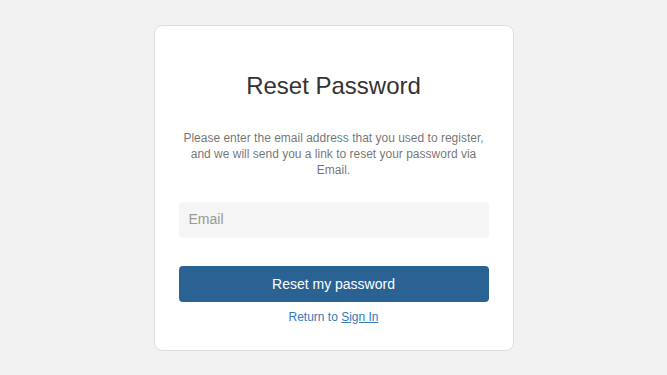 Reset Password
Please enter the email address that you used to register,
and we will send you a link to reset your password via
Email.
Email
Reset my password
Return to Sign In